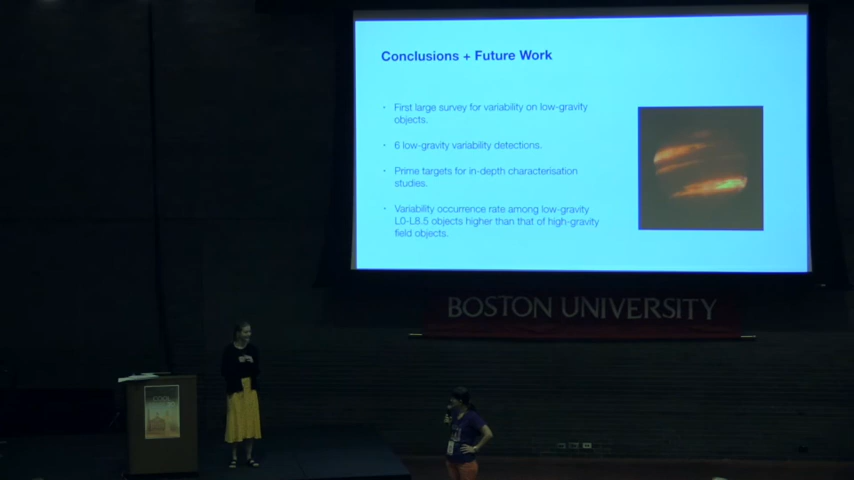 Conclusions + Future Work
· First large survey for variability on low-gravity
objects.
· 6 low-gravity variability detections.
· Prime targets for in-depth characterisation
studies.
· Variability occurrence rate among low-gravity
L0-L8.5 objects higher than that of high-gravity
field objects.
BOSTON UNIVERSITY